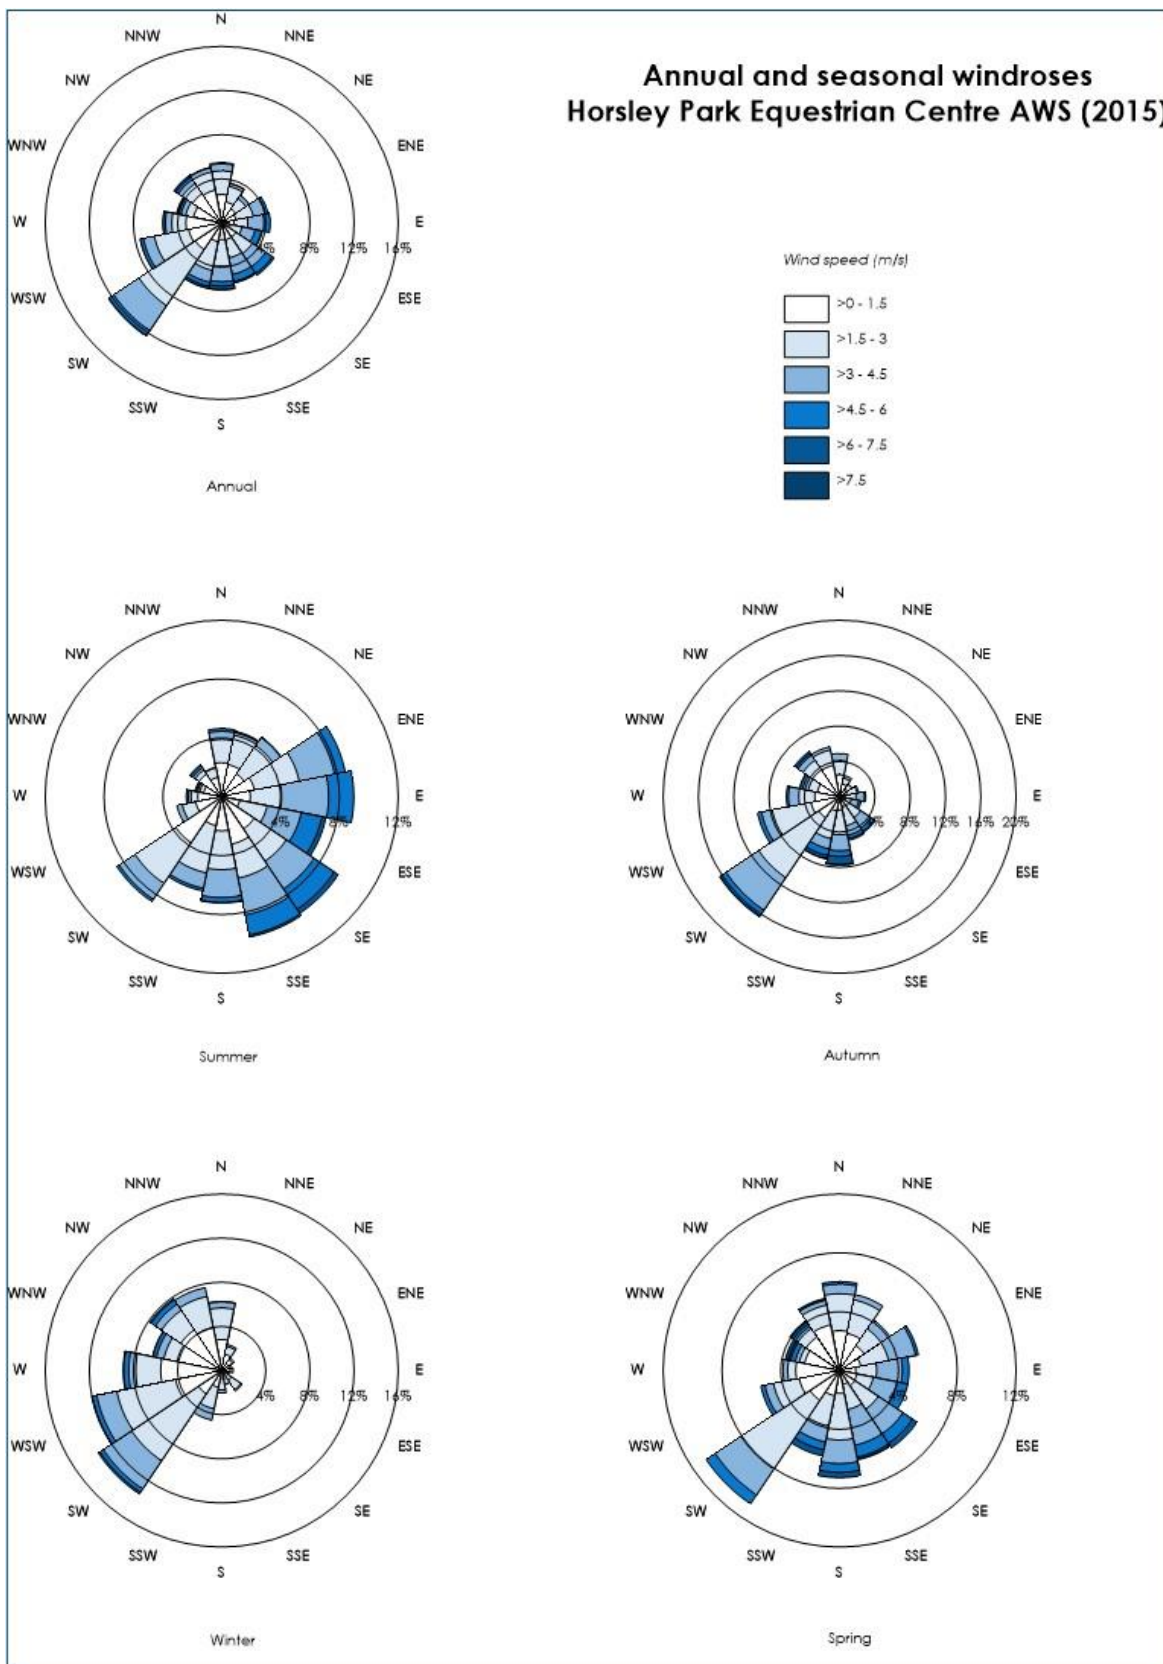 Annual and seasonal windroses
Horsley Park Equestrian Centre AWS (2015)
N
NNW
NNE
NW
NE
WNW
ENE
W
E
4%
8%
12%
16%
WSW
ESE
SW
SE
SSW
SSE
S
Annual
Wind speed (m/s)
>0 - 1.5
>1.5 - 3
>3 - 4.5
>4.5 - 6
>6 - 7.5
>7.5
N
NNW
NNE
NW
NE
WNW
ENE
W
E
4%
8%
12%
WSW
ESE
SW
SE
SSW
SSE
S
Summer
N
NNW
NNE
NW
NE
WNW
ENE
W
E
4%
8%
12%
16%
20%
WSW
ESE
SW
SE
SSW
SSE
S
Autumn
N
NNW
NNE
NW
NE
WNW
ENE
W
E
4%
8%
12%
16%
WSW
ESE
SW
SE
SSW
SSE
S
Winter
N
NNW
NNE
NW
NE
WNW
ENE
W
E
4%
8%
12%
WSW
ESE
SW
SE
SSW
SSE
S
Spring